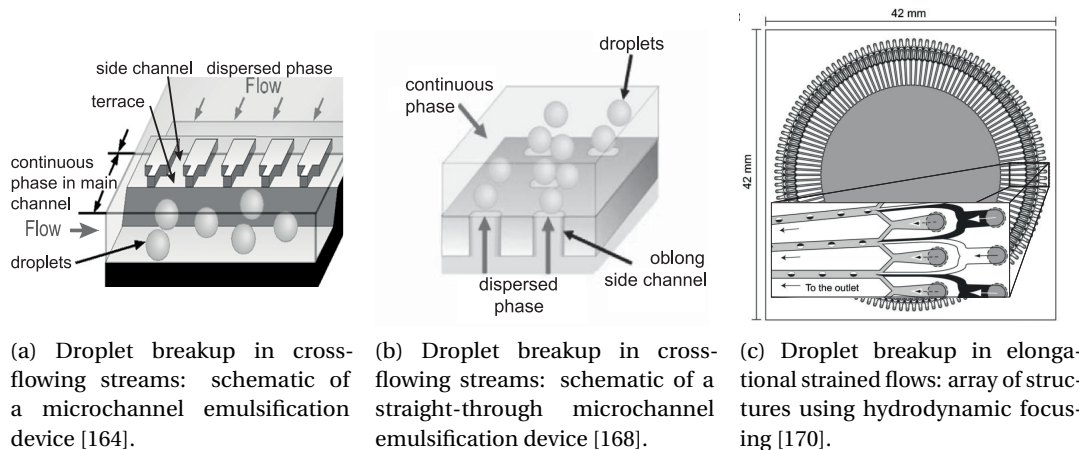 side channel
dispersed phase
Flow
terrace
continuous
phase in main
channel
Flow
droplets
droplets
continuous
phase
oblong
side channel
dispersed
phase
42 mm
42 mm
To the outlet
(a) Droplet breakup in cross-
flowing streams: schematic of
a microchannel emulsification
device [164].
(b) Droplet breakup in cross-
flowing streams: schematic of a
straight-through microchannel
emulsification device [168].
(c) Droplet breakup in elonga-
tional strained flows: array of struc-
tures using hydrodynamic focus-
ing [170].